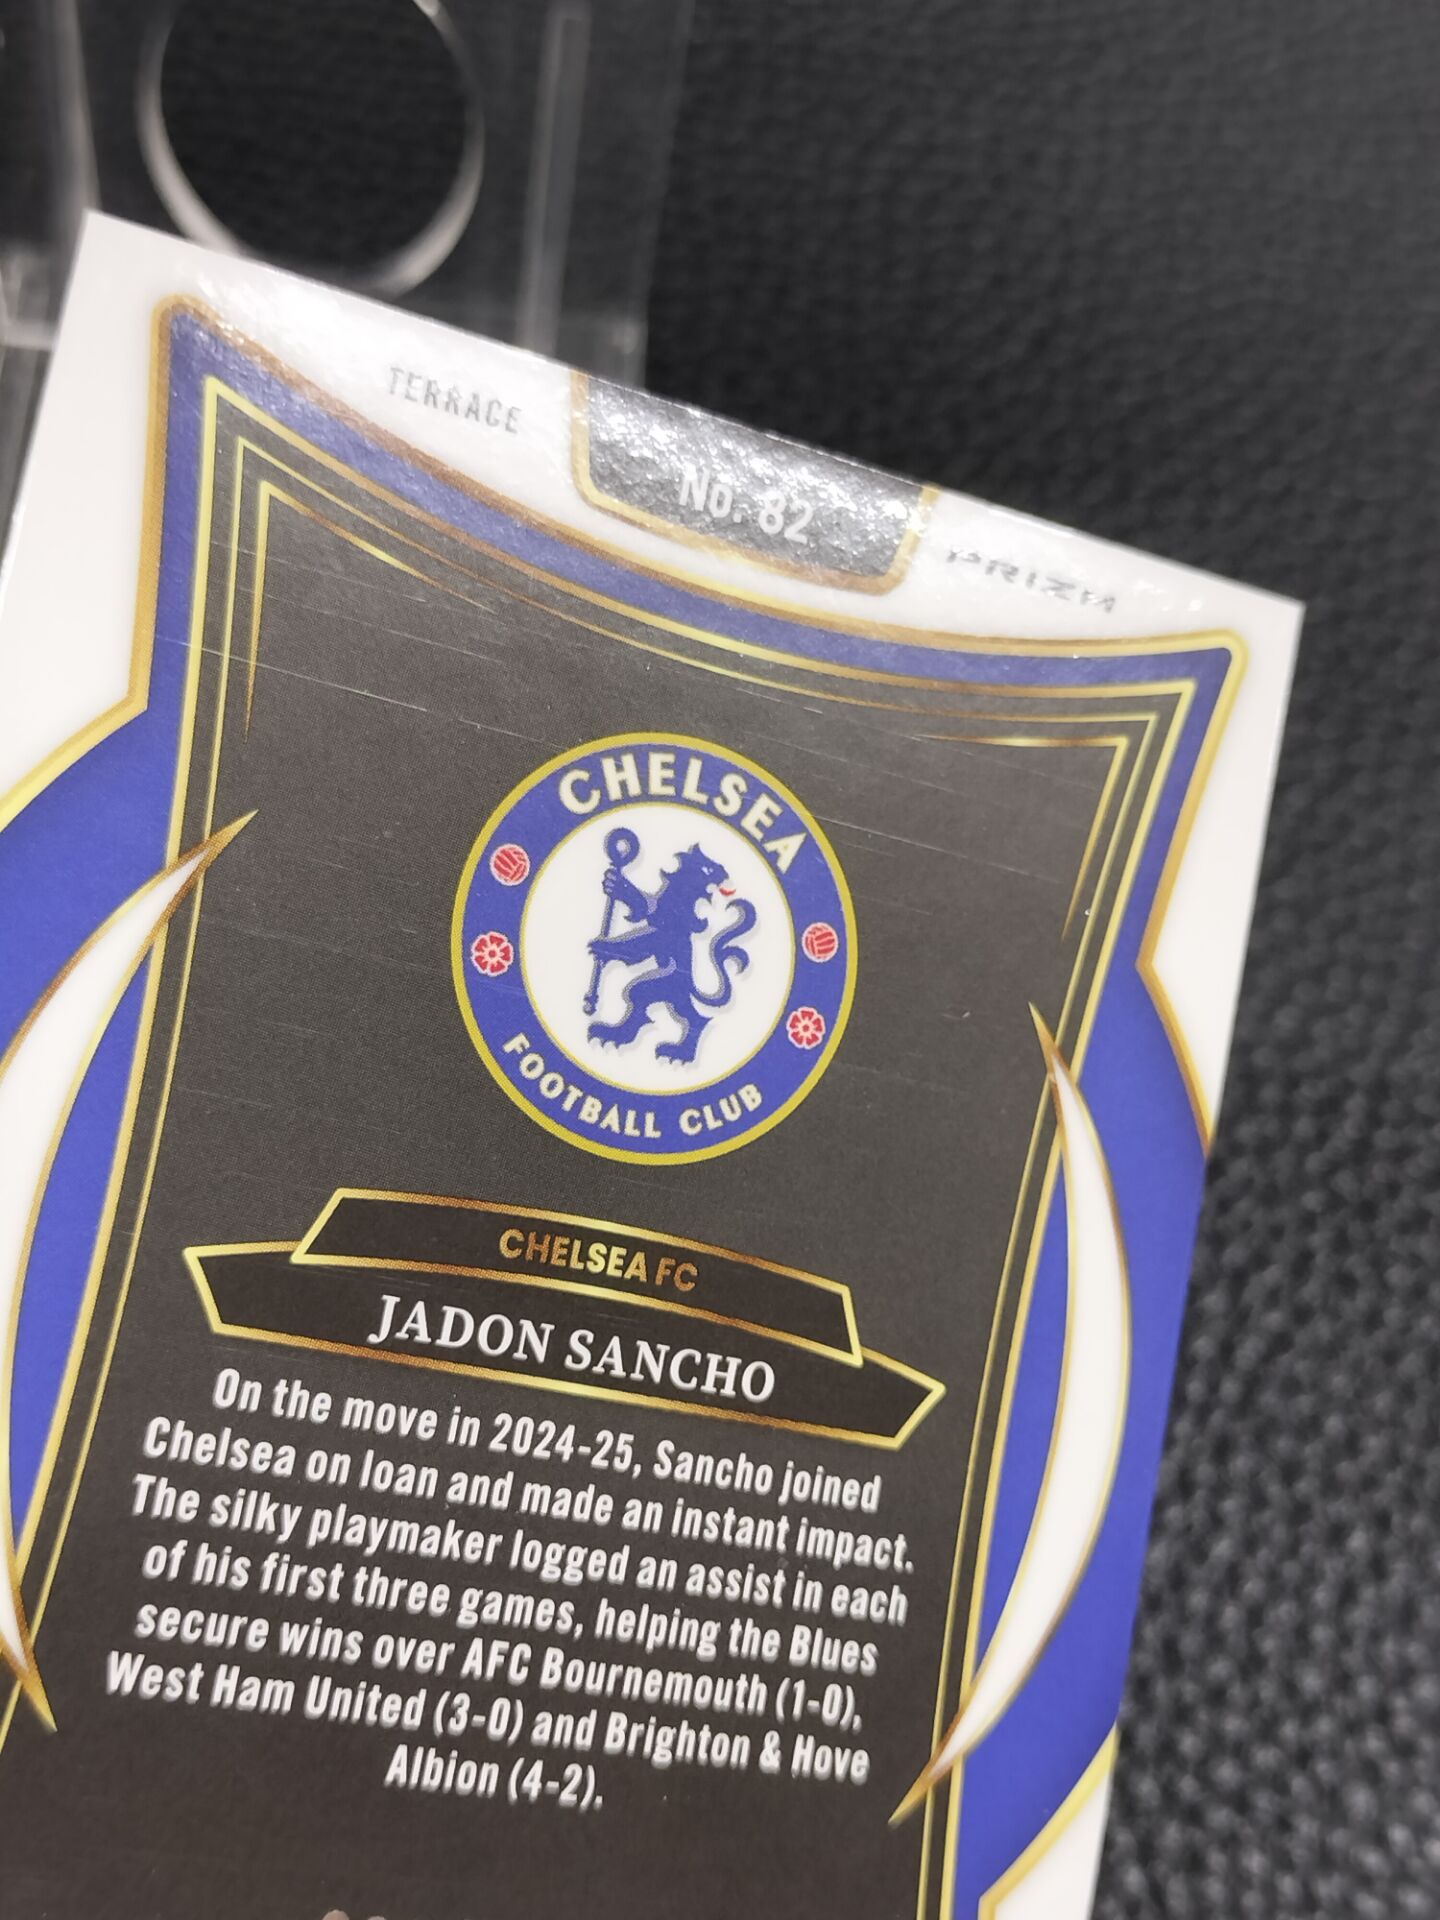 TERRACE
No. 82
PRIZM
CHELSEA
FOOTBALL CLUB
CHELSEA FC
JADON SANCHO
On the move in 2024-25, Sancho joined
Chelsea on loan and made an instant impact.
The silky playmaker logged an assist in each
of his first three games, helping the Blues
secure wins over AFC Bournemouth (1-0),
West Ham United (3-0) and Brighton & Hove
Albion (4-2).